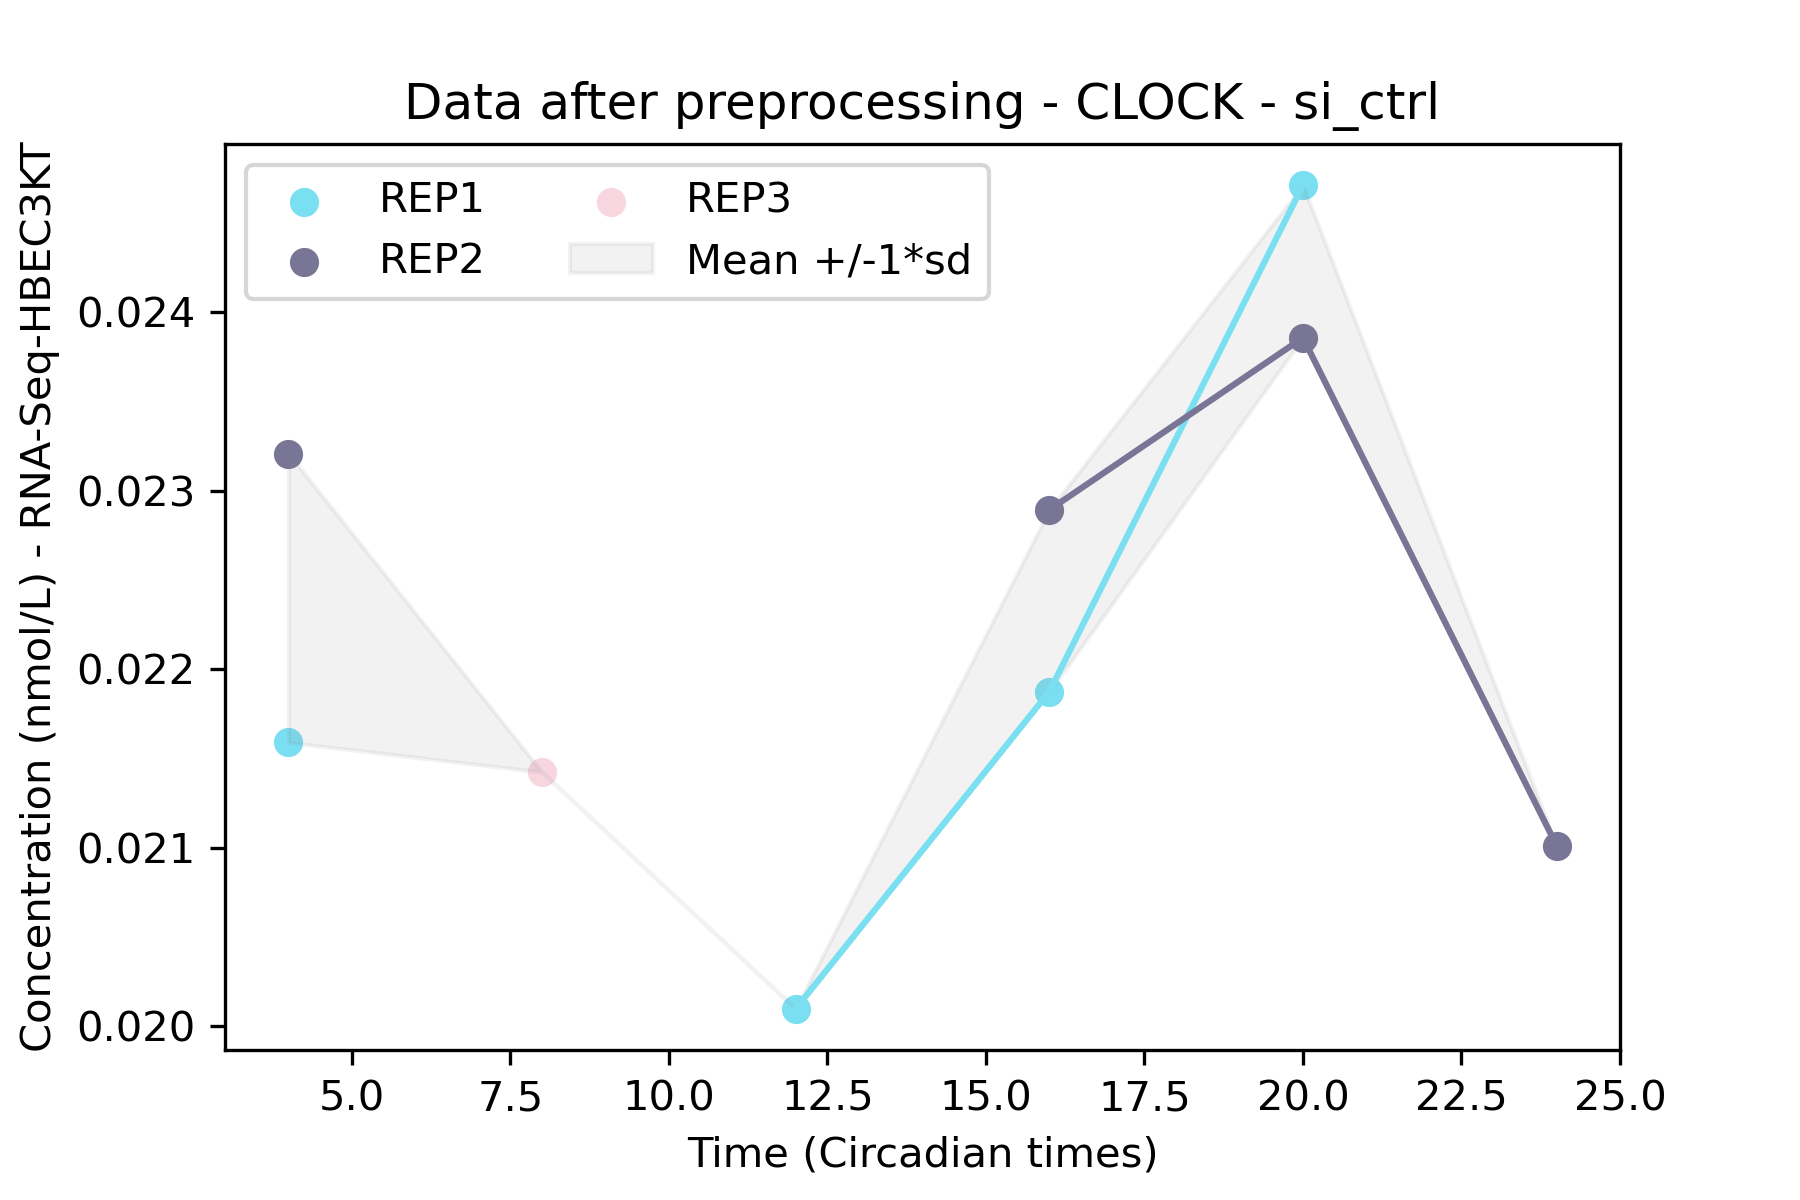 Data after preprocessing - CLOCK - si_ctrl
Concentration (nmol/L) - RNA-Seq-HBEC3KT
REP1
REP2
REP3
Mean +/-1*sd
0.024
0.023
0.022
0.021
0.020
5.0 7.5 10.0 12.5 15.0 17.5 20.0 22.5 25.0
Time (Circadian times)